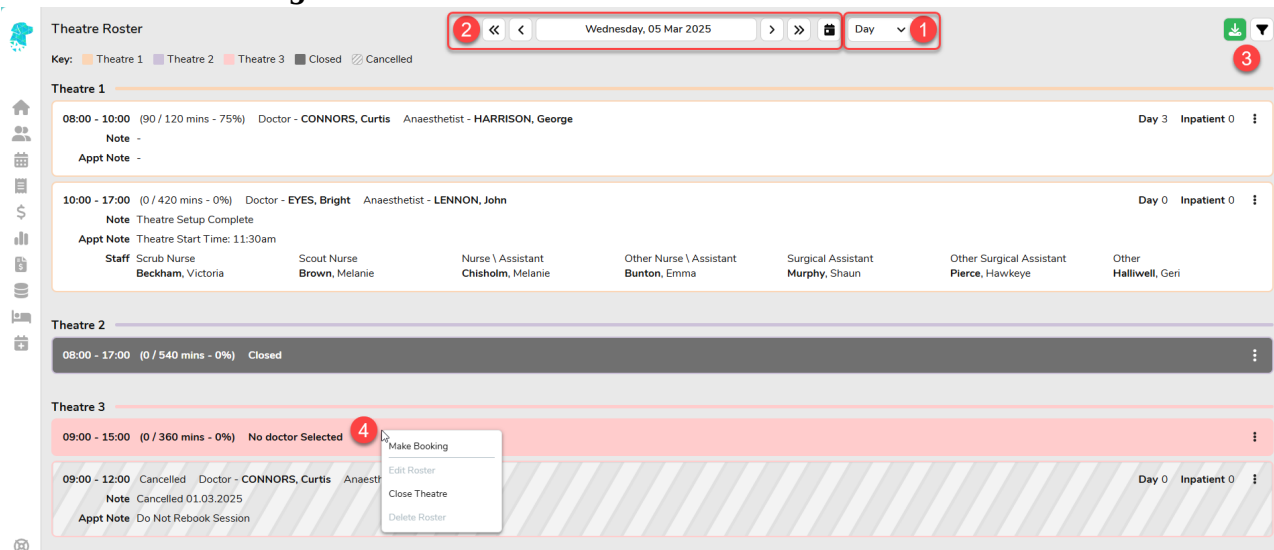 g
Theatre Roster
2
Wednesday, 05 Mar 2025
Day
1
3
Key: Theatre 1 Theatre 2 Theatre 3 Closed Cancelled
Theatre 1
08:00 - 10:00 (90 / 120 mins - 75%) Doctor - CONNORS, Curtis Anaesthetist - HARRISON, George Day 3 Inpatient 0
Note -
Appt Note -
10:00 - 17:00 (0 / 420 mins - 0%) Doctor - EYES, Bright Anaesthetist - LENNON, John Day 0 Inpatient 0
Note Theatre Setup Complete
Appt Note Theatre Start Time: 11:30am
Staff Scrub Nurse Scout Nurse Nurse \ Assistant Other Nurse \ Assistant Surgical Assistant Other Surgical Assistant Other
Beckham, Victoria Brown, Melanie Chisholm, Melanie Bunton, Emma Murphy, Shaun Pierce, Hawkeye Halliwell, Geri
Theatre 2
08:00 - 17:00 (0 / 540 mins - 0%) Closed
Theatre 3
09:00 - 15:00 (0 / 360 mins - 0%) No doctor Selected
4
Make Booking
Edit Roster
Close Theatre
Delete Roster
09:00 - 12:00 Cancelled Doctor - CONNORS, Curtis Anaesth Day 0 Inpatient 0
Note Cancelled 01.03.2025
Appt Note Do Not Rebook Session